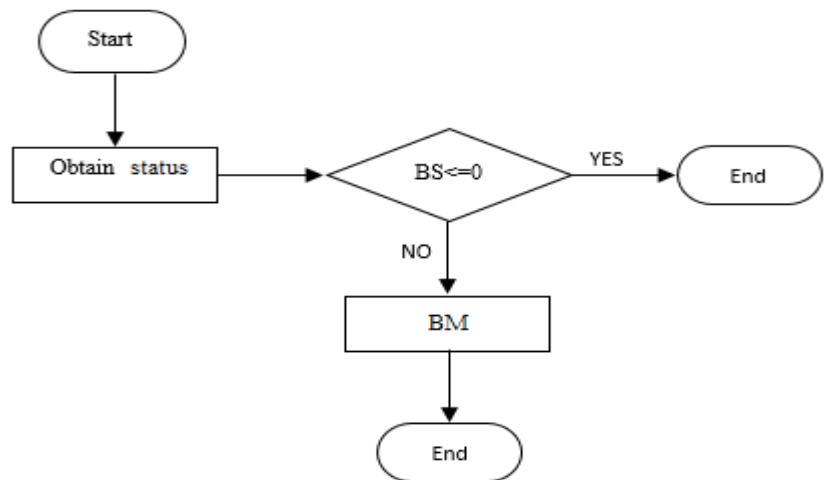 Start
Obtain status
BS<=0
YES
End
NO
BM
End